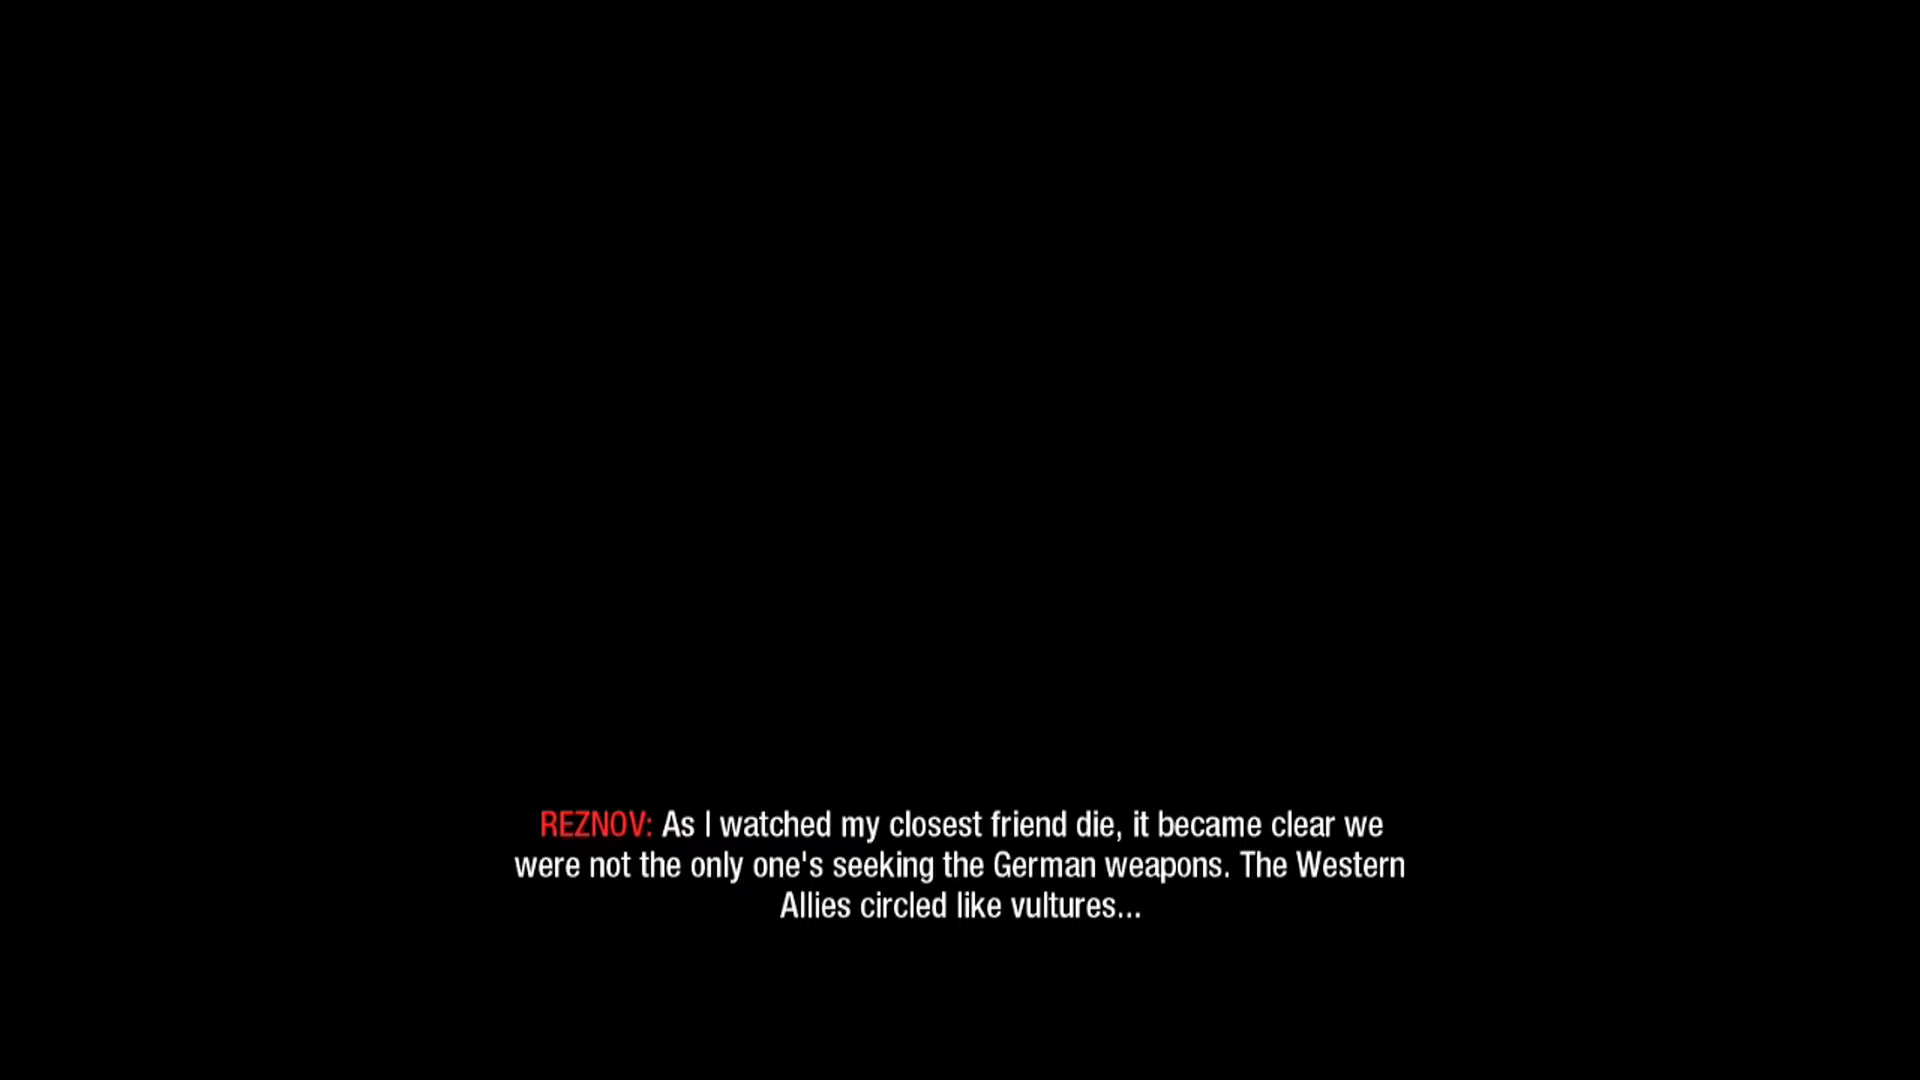 REZNOV: As I watched my closest friend die, it became clear we
were not the only one's seeking the German weapons. The Western
Allies circled like vultures...